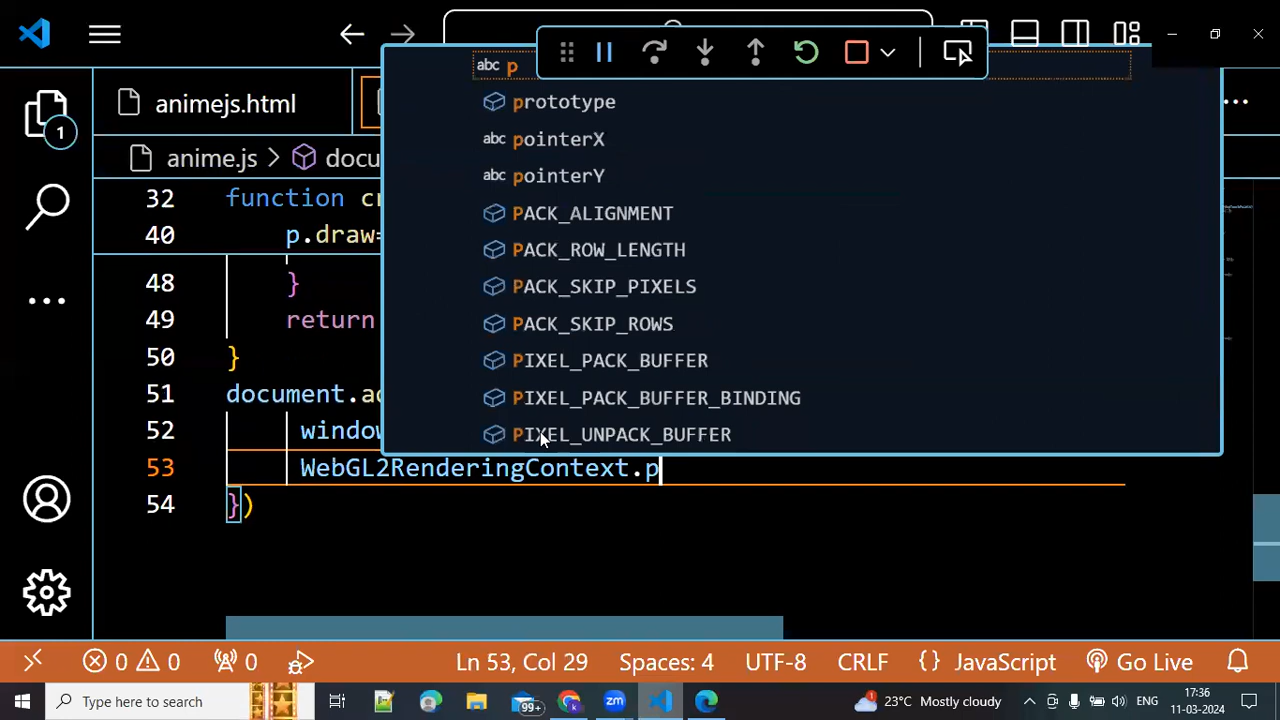 abc p
prototype
abc pointerX
abc pointerY
PACK_ALIGNMENT
PACK_ROW_LENGTH
PACK_SKIP_PIXELS
PACK_SKIP_ROWS
PIXEL_PACK_BUFFER
PIXEL_PACK_BUFFER_BINDING
PIXEL_UNPACK_BUFFER
animejs.html
1
anime.js > docu
32 function cr
40 p.draw=
48 }
49 return
50 }
51 document.ad
52 window
53 WebGL2RenderingContext.p
54 })
0 0 0 Ln 53, Col 29 Spaces: 4 UTF-8 CRLF {} JavaScript Go Live
Type here to search 99+ zm 23°C Mostly cloudy ENG 17:36
11-03-2024